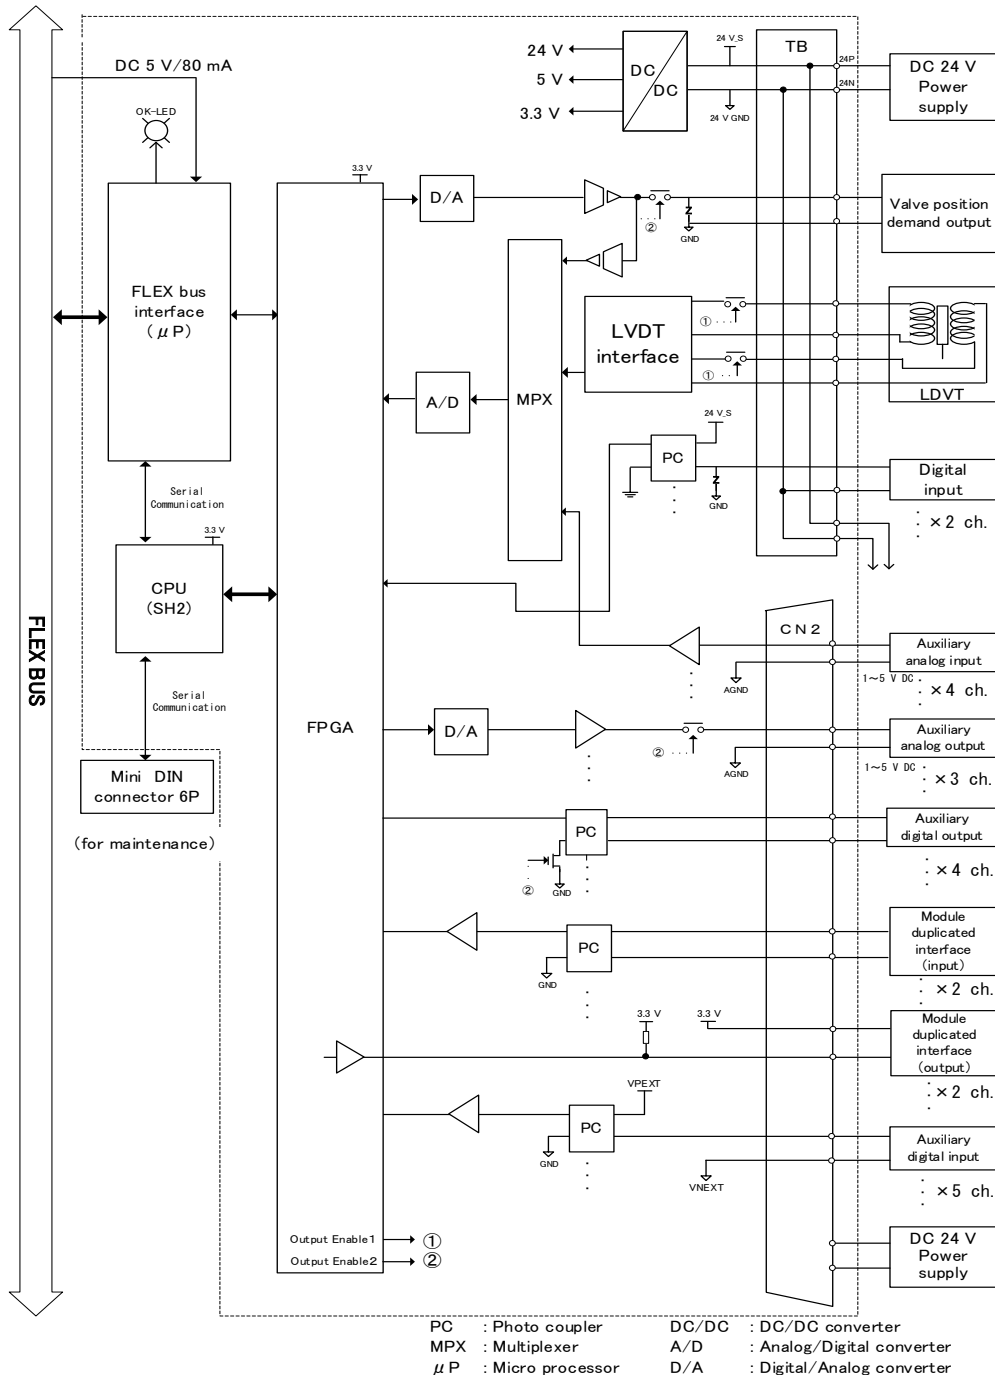 FLEX BUS
DC 5 V/80 mA
OK-LED
FLEX bus
interface
(μP)
Serial
Communication
3.3 V
CPU
(SH2)
Serial
Communication
Mini DIN
connector 6P
(for maintenance)
3.3 V
FPGA
Output Enable1
①
Output Enable2
②
24 V
5 V
3.3 V
DC
DC
24 V_S
24 V GND
TB
24P
24N
DC 24 V
Power
supply
D/A
②
GND
Valve position
demand output
MPX
A/D
LVDT
interface
①
①
LDVT
24 V_S
PC
GND
Digital
input
×2 ch.
CN2
AGND
Auxiliary
analog input
1～5 V DC
×4 ch.
D/A
②
AGND
Auxiliary
analog output
1～5 V DC
×3 ch.
PC
②
GND
Auxiliary
digital output
×4 ch.
PC
GND
Module
duplicated
interface
(input)
×2 ch.
3.3 V
3.3 V
Module
duplicated
interface
(output)
×2 ch.
VPEXT
PC
GND
VNEXT
Auxiliary
digital input
×5 ch.
DC 24 V
Power
supply
PC : Photo coupler DC/DC : DC/DC converter
MPX : Multiplexer A/D : Analog/Digital converter
μP : Micro processor D/A : Digital/Analog converter